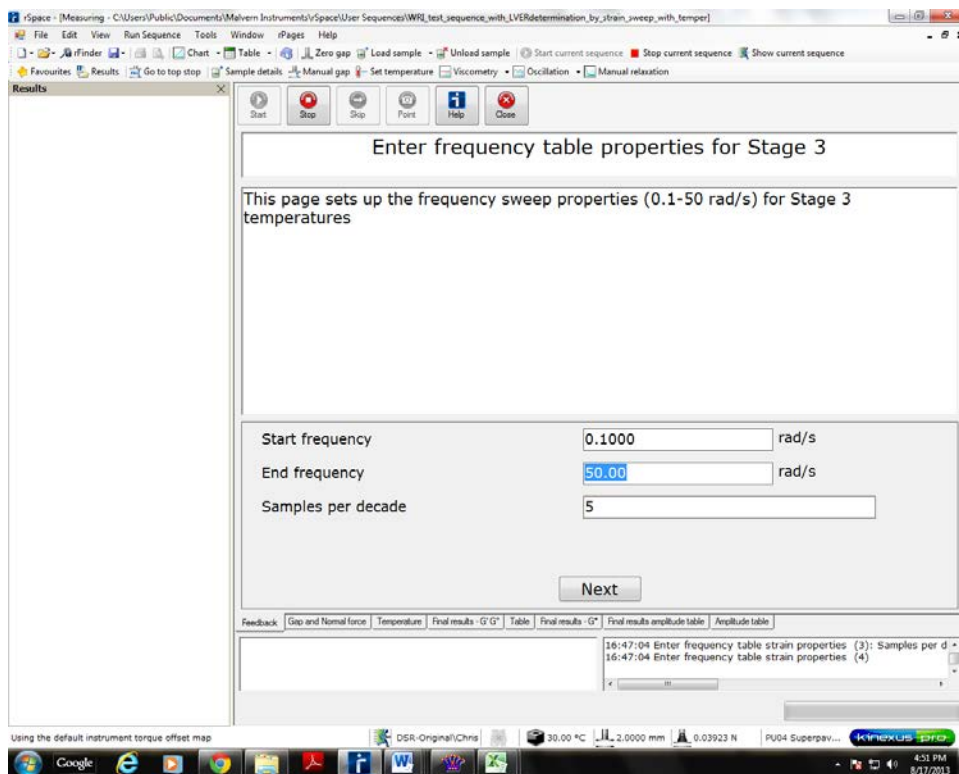 rSpace - [Measuring - C:\Users\Public\Documents\Malvern Instruments\rSpace\User Sequences\WRI_test_sequence_with_LVERdetermination_by_strain_sweep_with_temper]
File Edit View Run Sequence Tools Window rPages Help
rFinder Chart Table Zero gap Load sample Unload sample Start current sequence Stop current sequence Show current sequence
Favourites Results Go to top stop Sample details Manual gap Set temperature Viscometry Oscillation Manual relaxation
Results
Start Stop Skip Point Help Close
Enter frequency table properties for Stage 3
This page sets up the frequency sweep properties (0.1-50 rad/s) for Stage 3
temperatures
Start frequency 0.1000 rad/s
End frequency 50.00 rad/s
Samples per decade 5
Next
Feedback Gap and Normal force Temperature Final results - G'G" Table Final results - G* Final results amplitude table Amplitude table
16:47:04 Enter frequency table strain properties (3): Samples per d
16:47:04 Enter frequency table strain properties (4)
Using the default instrument torque offset map DSR-Original\Chris 30.00 °C 2.0000 mm 0.03923 N PU04 Superpav... kinexus pro
Google 4:51 PM
8/17/2013